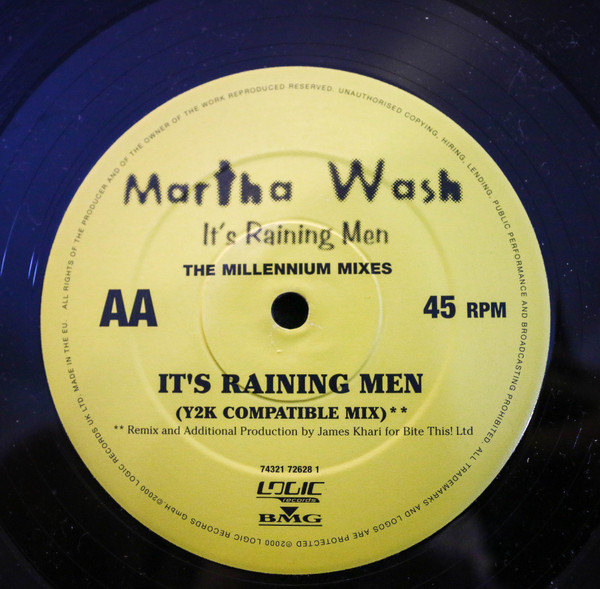 Martha Wash
It's Raining Men
THE MILLENNIUM MIXES
AA
45 RPM
IT'S RAINING MEN
(Y2K COMPATIBLE MIX)**
** Remix and Additional Production by James Khari for Bite This! Ltd
74321 72628 1
LOGIC
records
BMG
ALL RIGHTS OF THE PRODUCER AND OF THE OWNER OF THE WORK REPRODUCED RESERVED. UNAUTHORISED COPYING, HIRING, LENDING, PUBLIC PERFORMANCE AND BROADCASTING PROHIBITED. ALL TRADEMARKS AND LOGOS ARE PROTECTED ℗2000 LOGIC RECORDS GmbH. ©2000 LOGIC RECORDS UK LTD. MADE IN THE EU.